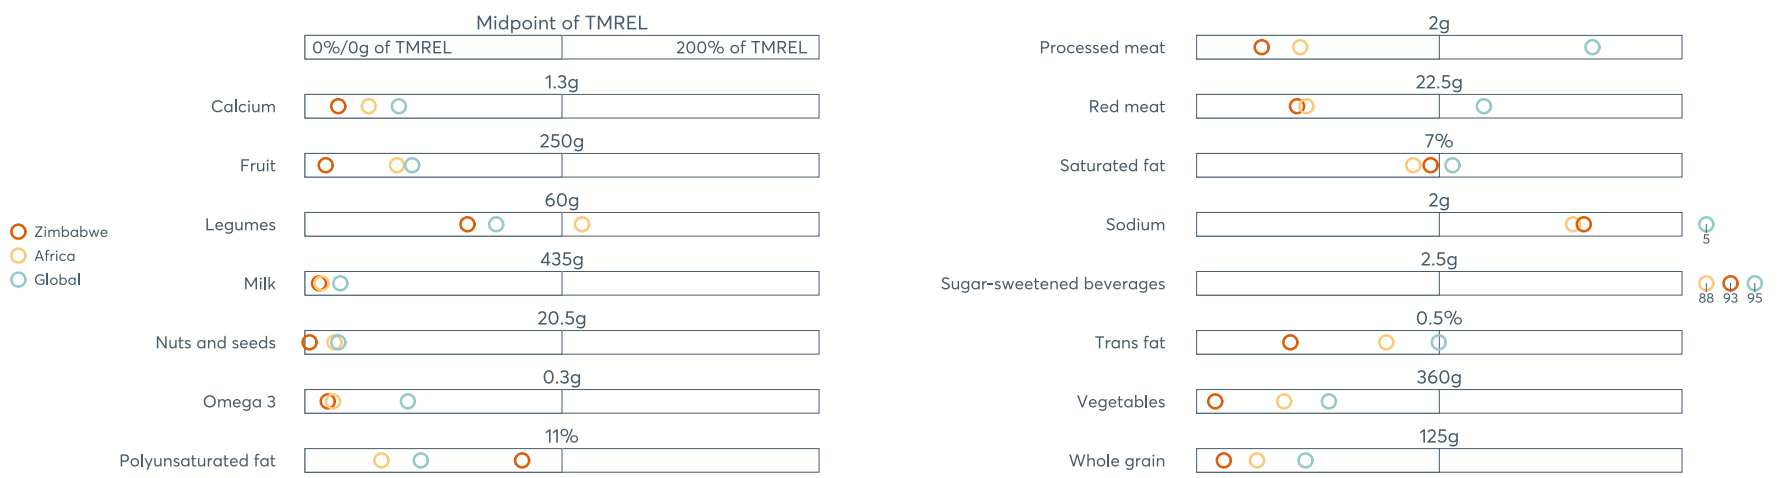 Midpoint of TMREL
0%/0g of TMREL 200% of TMREL
1.3g
Calcium
250g
Fruit
60g
Legumes
435g
Milk
20.5g
Nuts and seeds
0.3g
Omega 3
11%
Polyunsaturated fat
Zimbabwe
Africa
Global
2g
Processed meat
22.5g
Red meat
7%
Saturated fat
2g
Sodium
5
2.5g
Sugar-sweetened beverages
88 93 95
0.5%
Trans fat
360g
Vegetables
125g
Whole grain